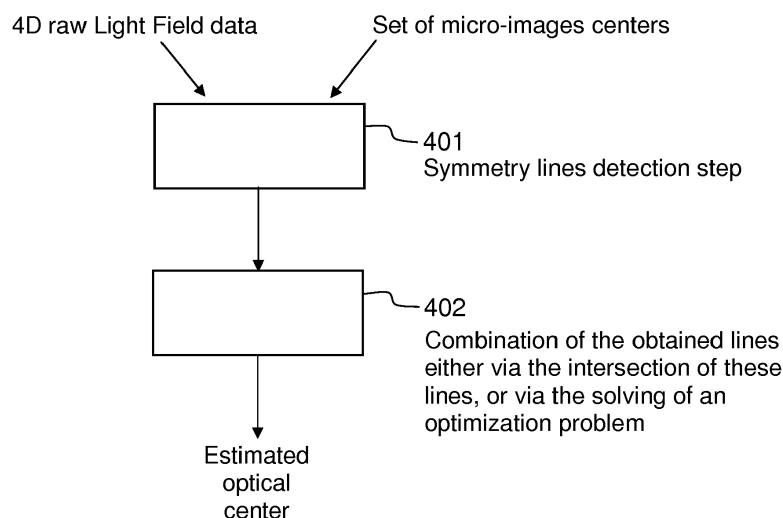 4D raw Light Field data
Set of micro-images centers
401
Symmetry lines detection step
402
Combination of the obtained lines
either via the intersection of these
lines, or via the solving of an
optimization problem
Estimated
optical
center